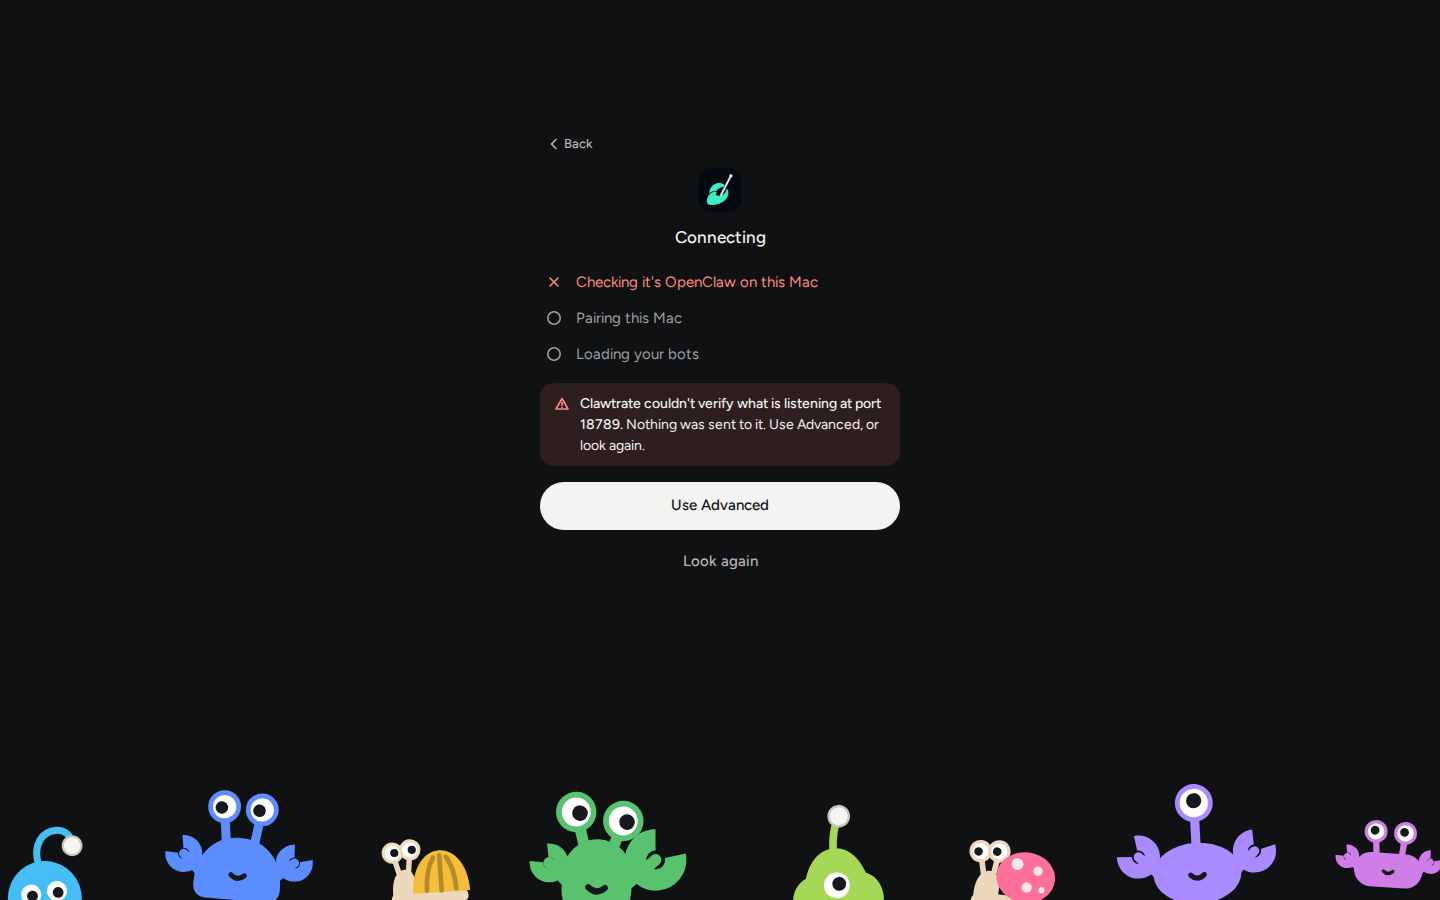 Back
Connecting
Checking it's OpenClaw on this Mac
Pairing this Mac
Loading your bots
Clawtrate couldn't verify what is listening at port
18789. Nothing was sent to it. Use Advanced, or
look again.
Use Advanced
Look again